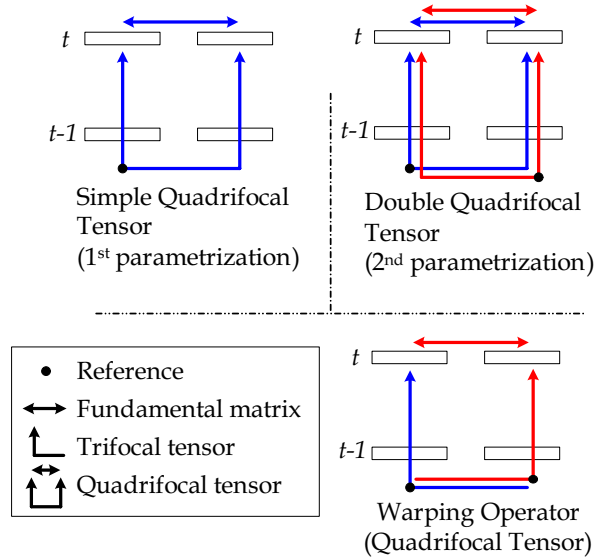 t
t-1
Simple Quadrifocal
Tensor
(1st parametrization)
t
t-1
Double Quadrifocal
Tensor
(2nd parametrization)
Reference
Fundamental matrix
Trifocal tensor
Quadrifocal tensor
t
t-1
Warping Operator
(Quadrifocal Tensor)